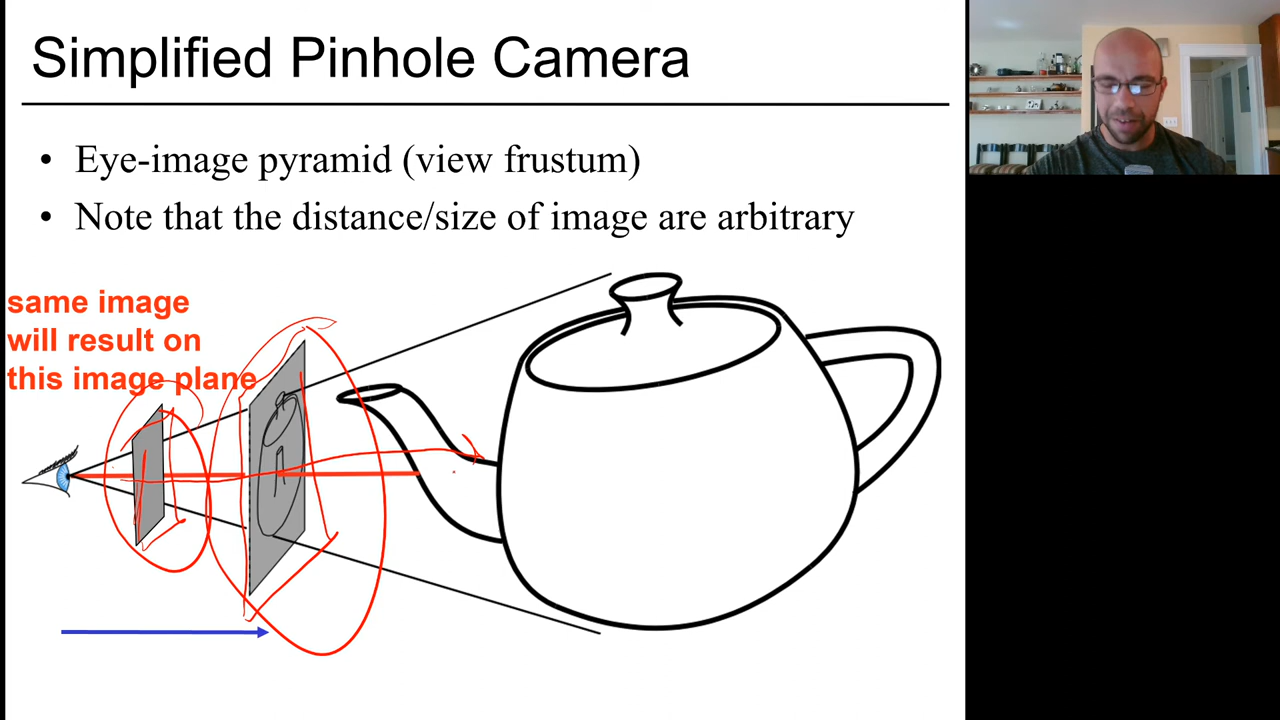 Simplified Pinhole Camera
• Eye-image pyramid (view frustum)
• Note that the distance/size of image are arbitrary
same image
will result on
this image plane